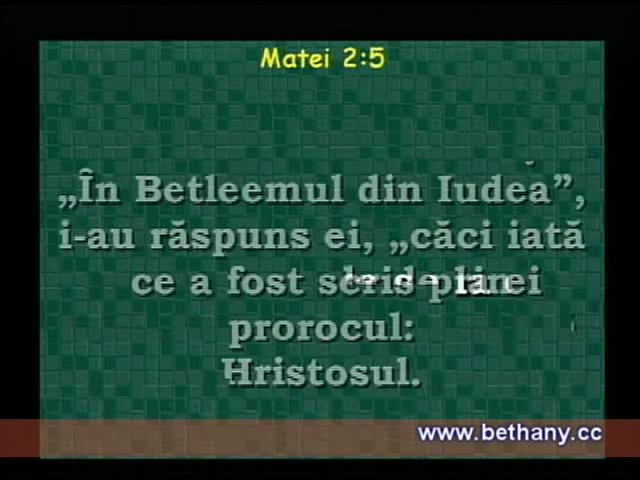 Matei 2:5
„În Betleemul din Iudea”,
i-au răspuns ei, „căci iată
ce a fost scris
prorocul:
Hristosul.
www.bethany.cc